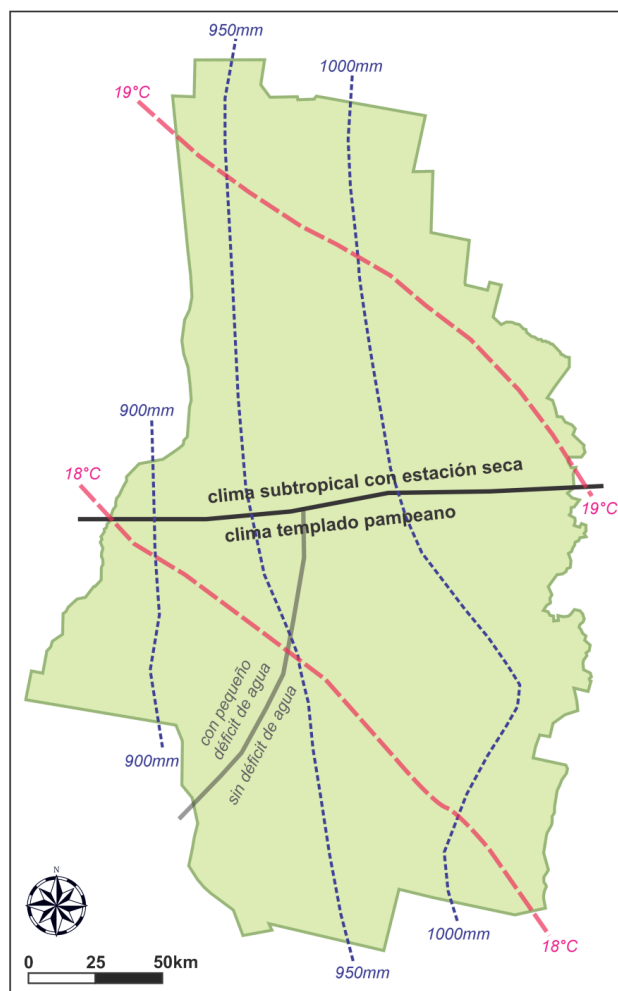 950mm
1000mm
19°C
900mm
18°C
clima subtropical con estación seca
clima templado pampeano
19°C
con pequeño
déficit de agua
sin déficit de agua
900mm
N
1000mm
18°C
950mm
0 25 50km